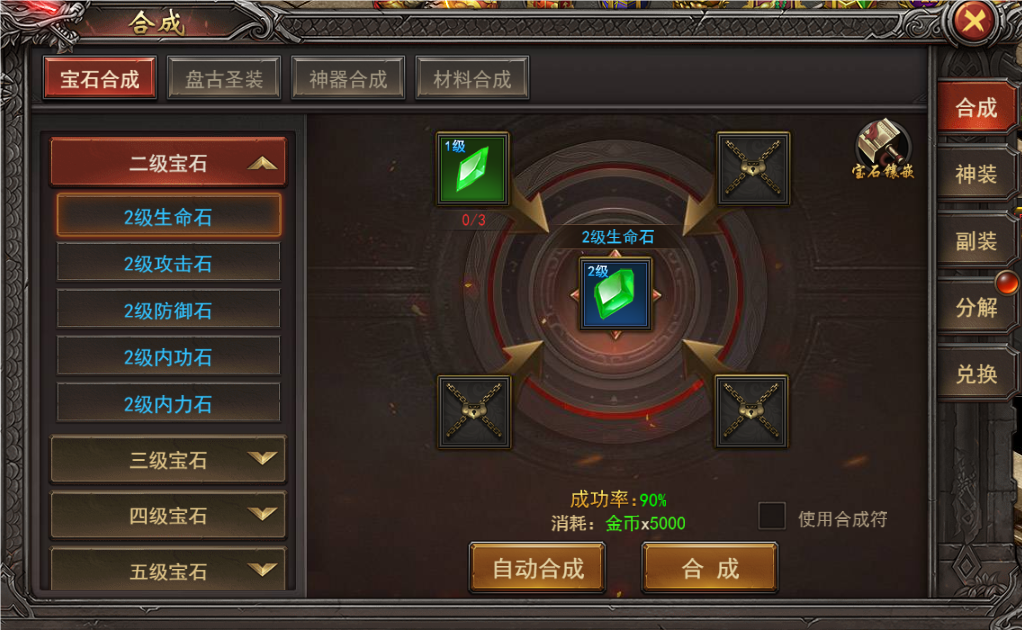 合成
宝石合成 盘古圣装 神器合成 材料合成
二级宝石
2级生命石
2级攻击石
2级防御石
2级内功石
2级内力石
三级宝石
四级宝石
五级宝石
1级
0/3
2级生命石
2级
宝石镶嵌
成功率:90%
消耗: 金币x5000
使用合成符
自动合成 合成
合成
神装
副装
分解
兑换